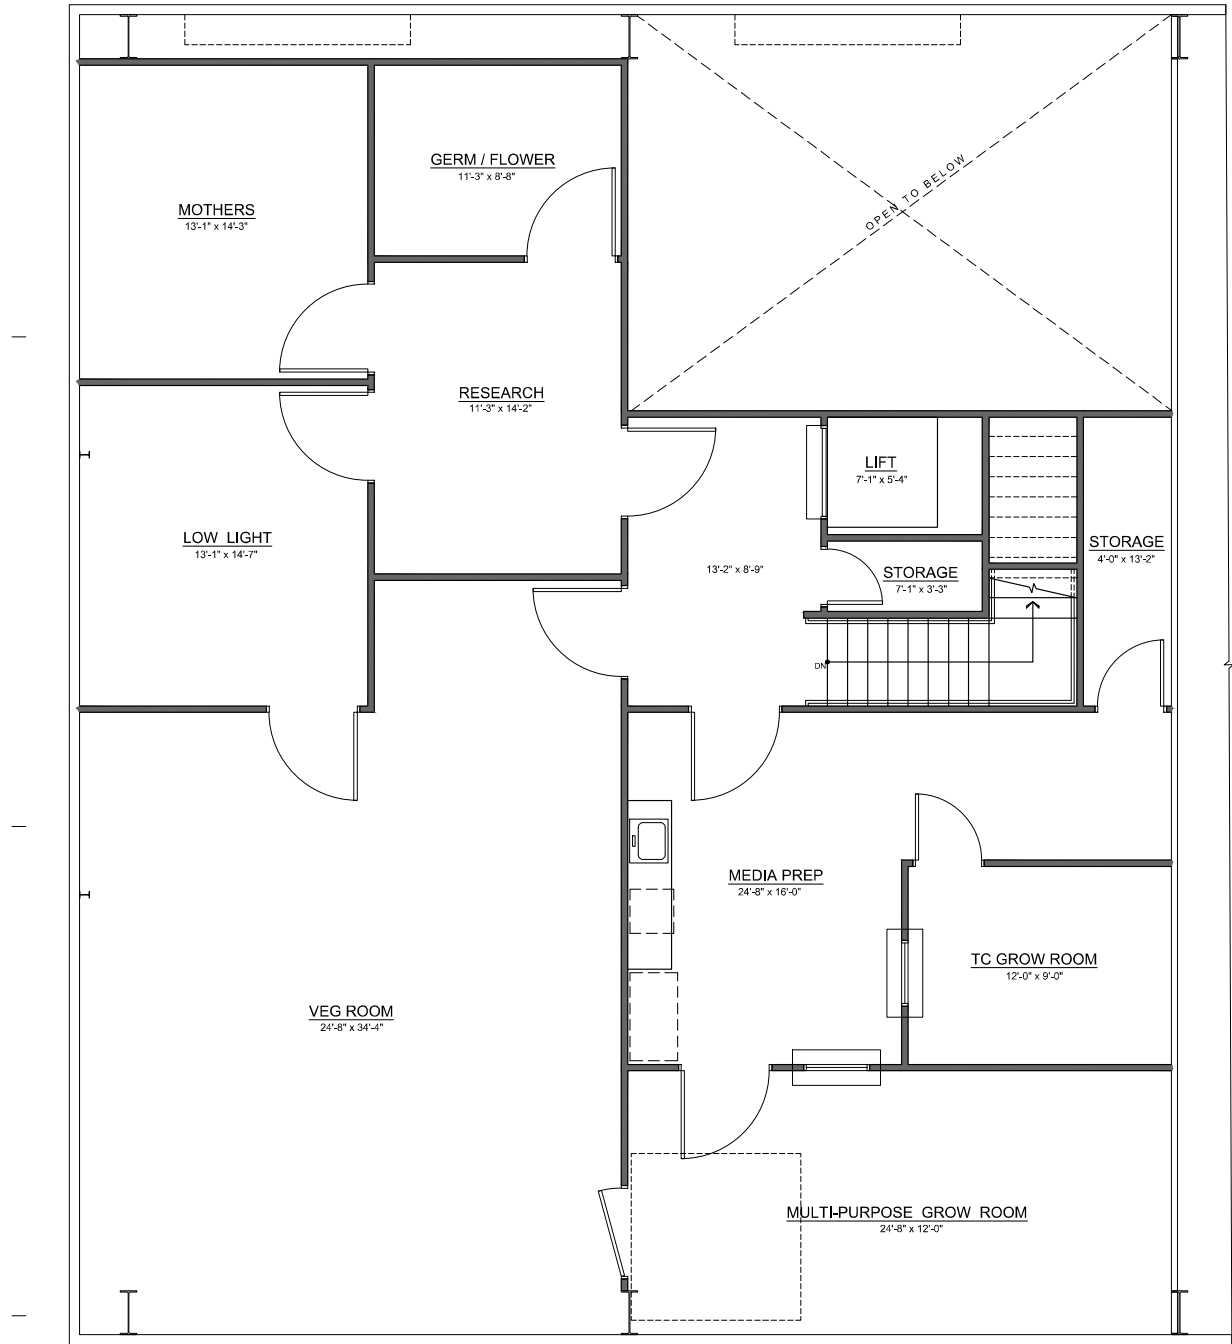 GERM / FLOWER
11'-3" x 8'-8"
OPEN TO BELOW
MOTHERS
13'-1" x 14'-3"
RESEARCH
11'-3" x 14'-2"
LIFT
7'-1" x 5'-4"
LOW LIGHT
13'-1" x 14'-7"
STORAGE
4'-0" x 13'-2"
13'-2" x 8'-9"
STORAGE
7'-1" x 3'-3"
DN
MEDIA PREP
24'-8" x 16'-0"
TC GROW ROOM
12'-0" x 9'-0"
VEG ROOM
24'-8" x 34'-4"
MULTI-PURPOSE GROW ROOM
24'-8" x 12'-0"